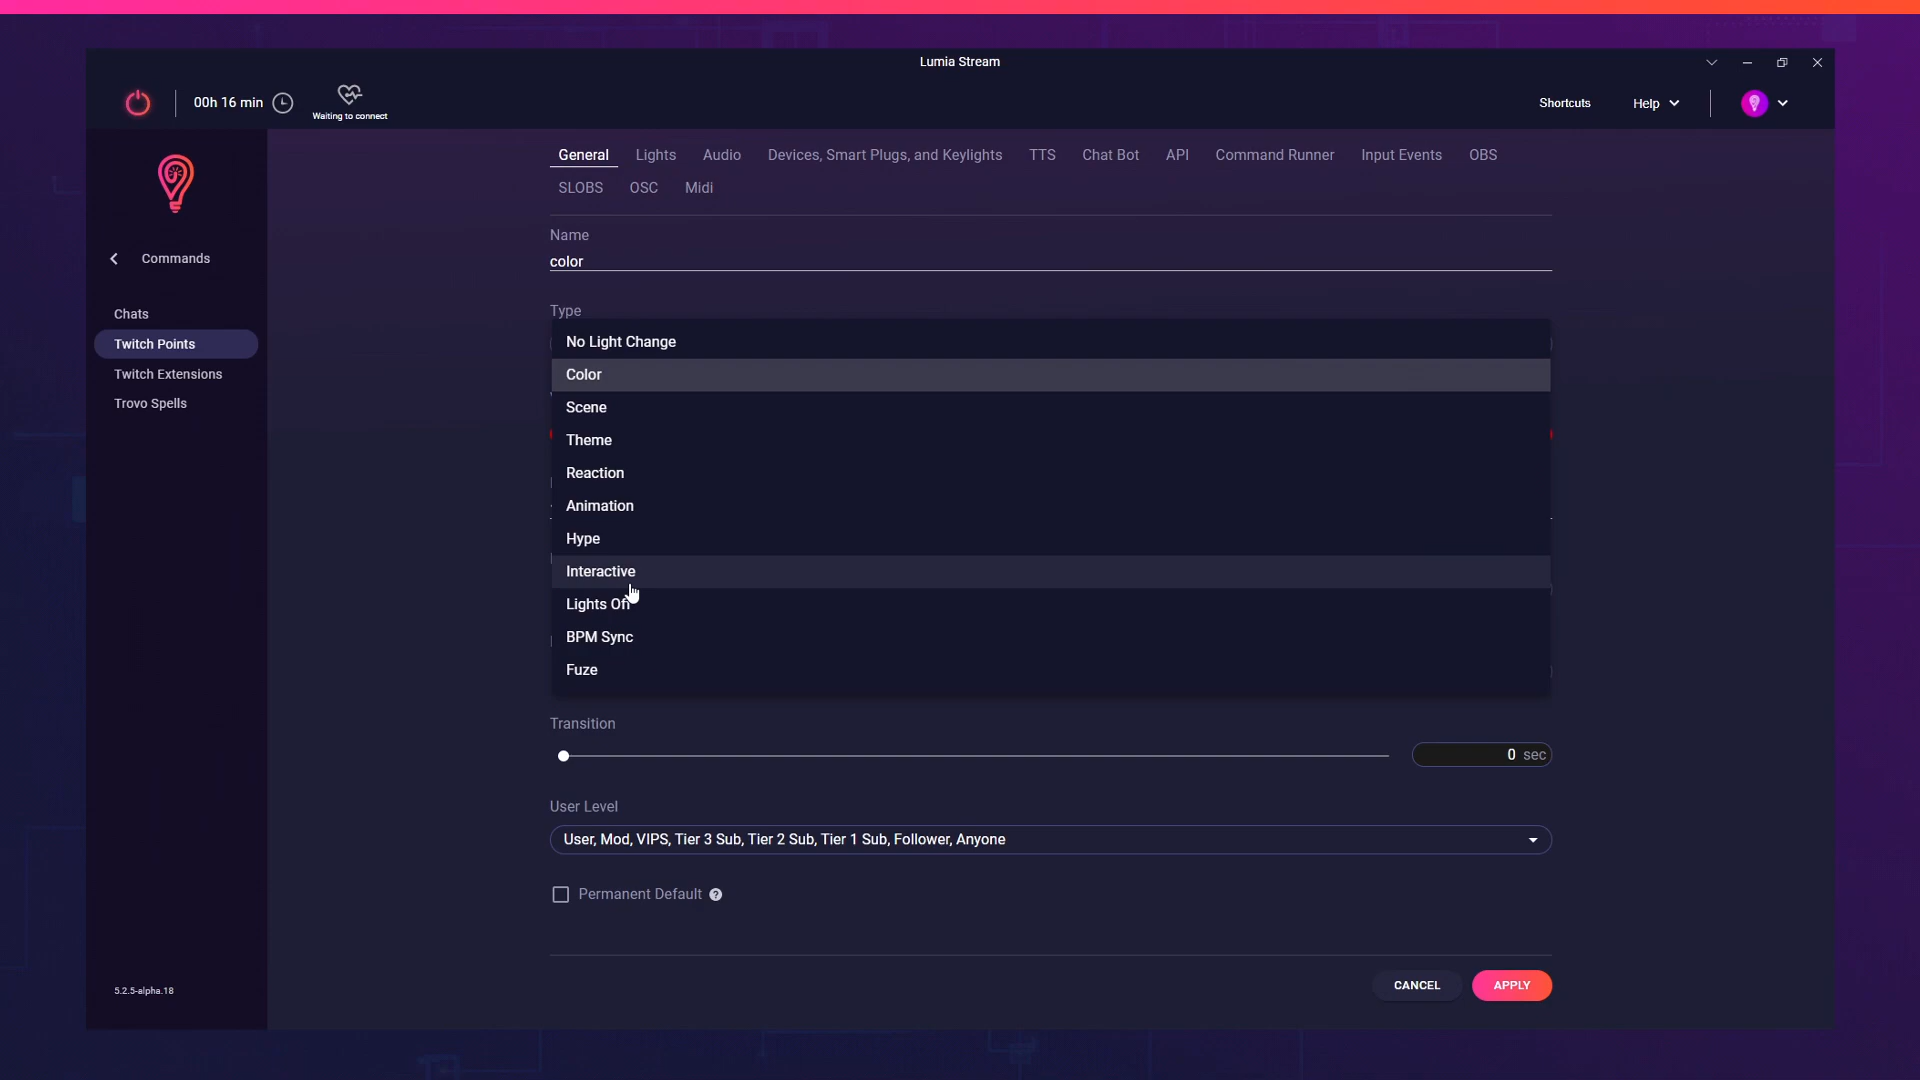 Lumia Stream
00h 16 min
Waiting to connect
Shortcuts
Help
General Lights Audio Devices, Smart Plugs, and Keylights TTS Chat Bot API Command Runner Input Events OBS
SLOBS OSC Midi
Commands
Chats
Twitch Points
Twitch Extensions
Trovo Spells
5.2.5-alpha.18
Name
color
Type
No Light Change
Color
Scene
Theme
Reaction
Animation
Hype
Interactive
Lights Off
BPM Sync
Fuze
Transition
0 sec
User Level
User, Mod, VIPS, Tier 3 Sub, Tier 2 Sub, Tier 1 Sub, Follower, Anyone
Permanent Default ?
CANCEL APPLY